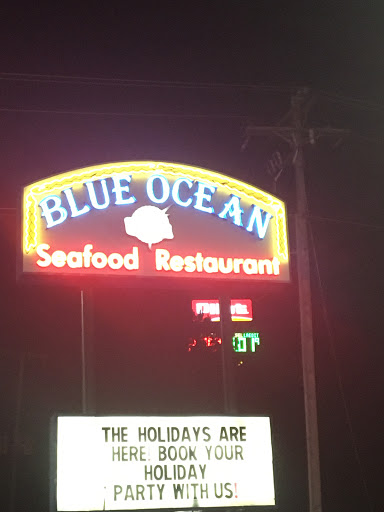 BLUE OCEAN
Seafood Restaurant
THE HOLIDAYS ARE
HERE! BOOK YOUR
HOLIDAY
PARTY WITH US!